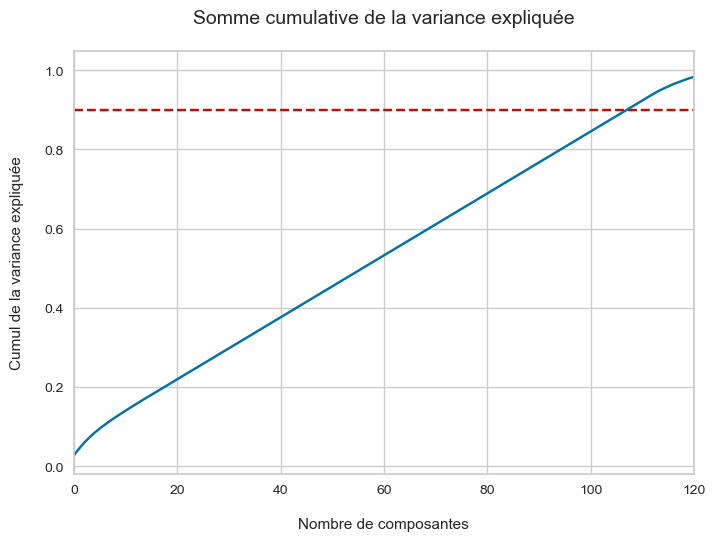 Somme cumulative de la variance expliquée
Cumul de la variance expliquée
1.0
0.8
0.6
0.4
0.2
0.0
0 20 40 60 80 100 120
Nombre de composantes